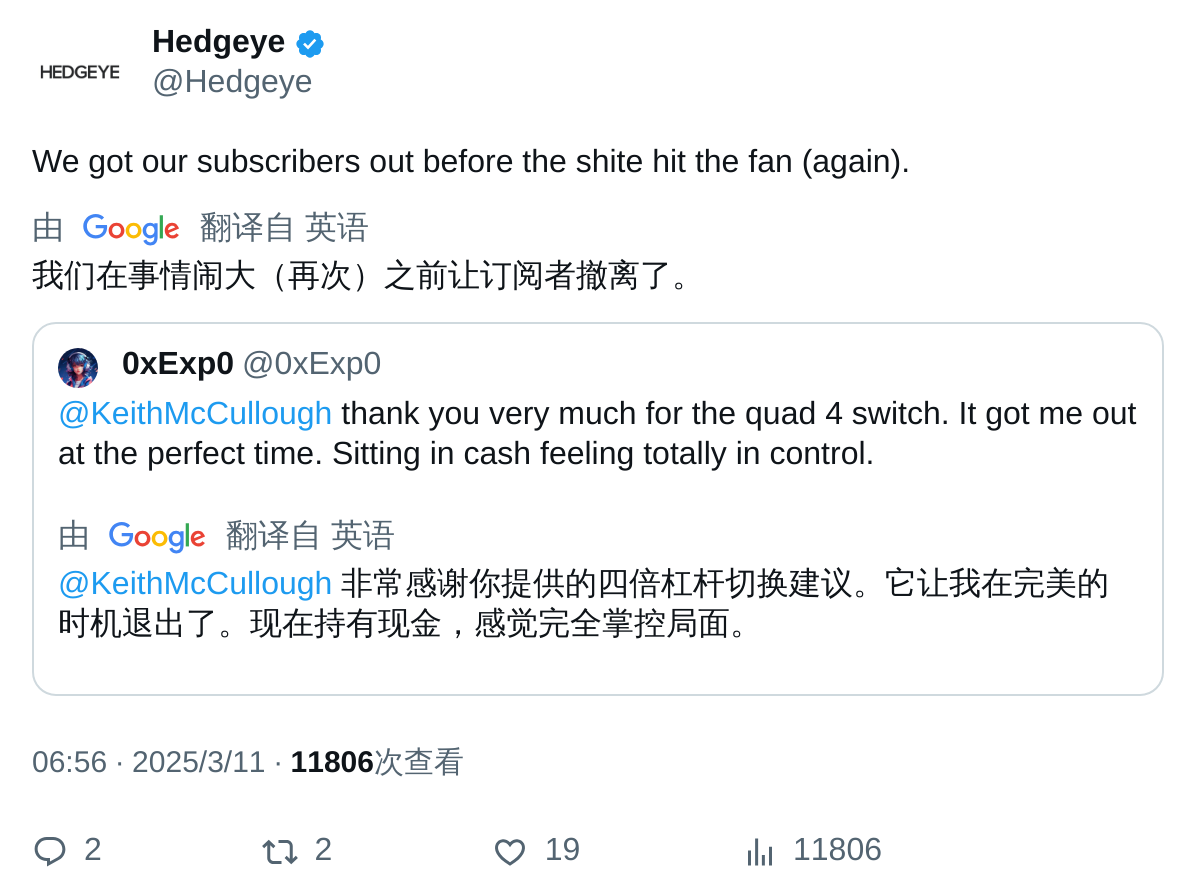 Hedgeye
HEDGEYE
@Hedgeye
We got our subscribers out before the shite hit the fan (again).
由 Google 翻译自 英语
我们在事情闹大（再次）之前让订阅者撤离了。
0xExp0 @0xExp0
@KeithMcCullough thank you very much for the quad 4 switch. It got me out
at the perfect time. Sitting in cash feeling totally in control.
由 Google 翻译自 英语
@KeithMcCullough 非常感谢你提供的四倍杠杆切换建议。它让我在完美的
时机退出了。现在持有现金，感觉完全掌控局面。
06:56 · 2025/3/11 · 11806次查看
2 2 19 11806